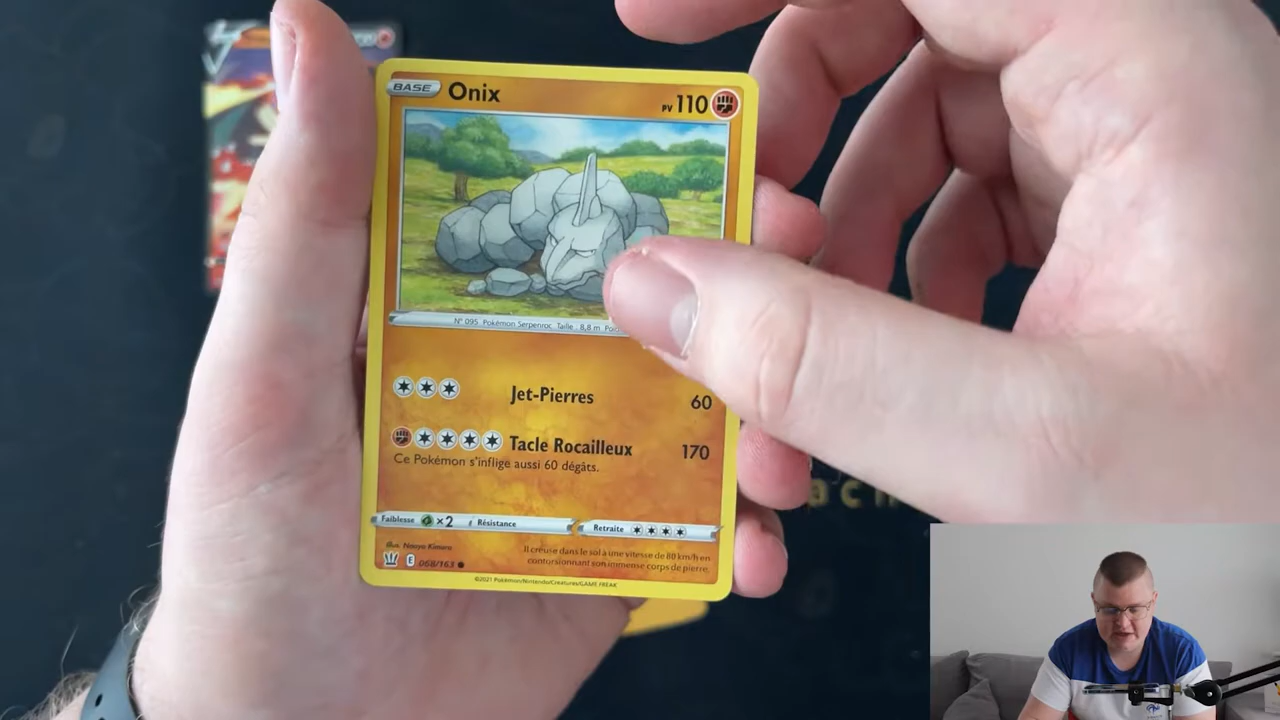 BASE Onix PV 110
N° 095 Pokémon Serpenroc Taille : 8,8 m
Jet-Pierres 60
Tacle Rocailleux 170
Ce Pokémon s'inflige aussi 60 dégâts.
Faiblesse ×2 Résistance Retraite
Illus. Naoyo Kimura
Il creuse dans le sol à une vitesse de 80 km/h en
contorsionnant son immense corps de pierre.
E 068/163
©2021 Pokémon/Nintendo/Creatures/GAME FREAK